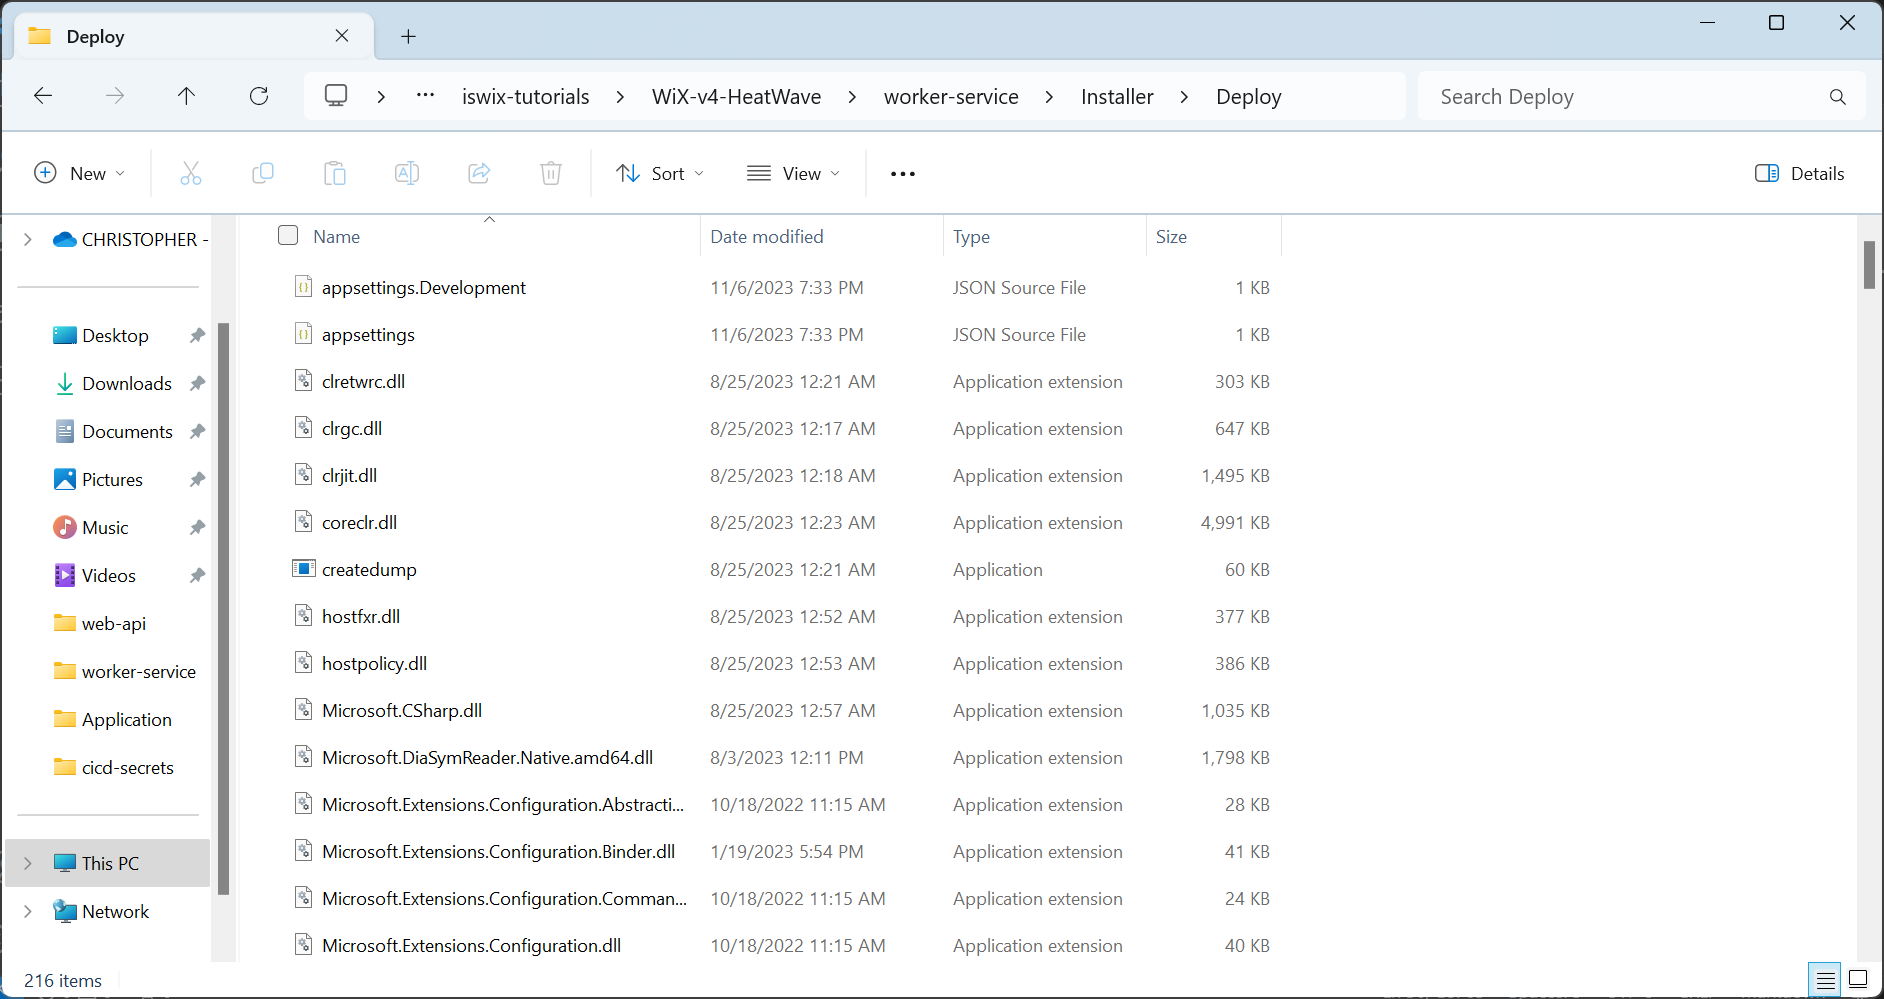 Deploy
iswix-tutorials > WiX-v4-HeatWave > worker-service > Installer > Deploy
Search Deploy
New
Sort
View
Details
CHRISTOPHER -
Desktop
Downloads
Documents
Pictures
Music
Videos
web-api
worker-service
Application
cicd-secrets
This PC
Network
Name Date modified Type Size
appsettings.Development 11/6/2023 7:33 PM JSON Source File 1 KB
appsettings 11/6/2023 7:33 PM JSON Source File 1 KB
clretwrc.dll 8/25/2023 12:21 AM Application extension 303 KB
clrgc.dll 8/25/2023 12:17 AM Application extension 647 KB
clrjit.dll 8/25/2023 12:18 AM Application extension 1,495 KB
coreclr.dll 8/25/2023 12:23 AM Application extension 4,991 KB
createdump 8/25/2023 12:21 AM Application 60 KB
hostfxr.dll 8/25/2023 12:52 AM Application extension 377 KB
hostpolicy.dll 8/25/2023 12:53 AM Application extension 386 KB
Microsoft.CSharp.dll 8/25/2023 12:57 AM Application extension 1,035 KB
Microsoft.DiaSymReader.Native.amd64.dll 8/3/2023 12:11 PM Application extension 1,798 KB
Microsoft.Extensions.Configuration.Abstracti... 10/18/2022 11:15 AM Application extension 28 KB
Microsoft.Extensions.Configuration.Binder.dll 1/19/2023 5:54 PM Application extension 41 KB
Microsoft.Extensions.Configuration.Comman... 10/18/2022 11:15 AM Application extension 24 KB
Microsoft.Extensions.Configuration.dll 10/18/2022 11:15 AM Application extension 40 KB
216 items